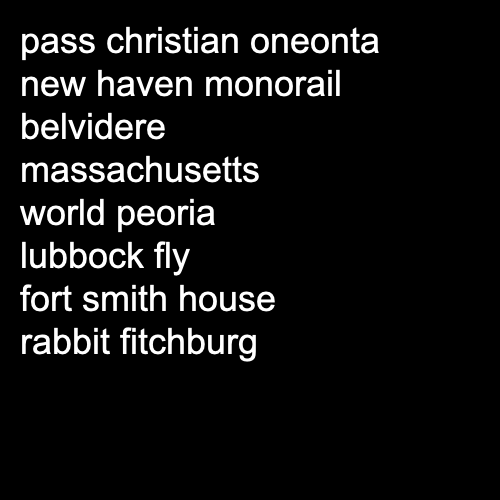 pass christian oneonta
new haven monorail
belvidere
massachusetts
world peoria
lubbock fly
fort smith house
rabbit fitchburg